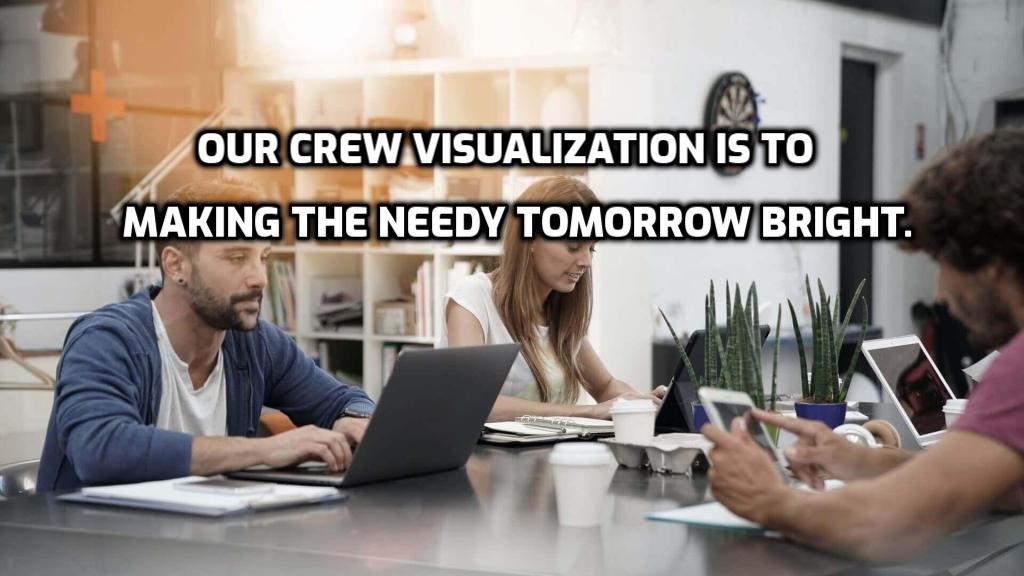 OUR CREW VISUALIZATION IS TO
MAKING THE NEEDY TOMORROW BRIGHT.